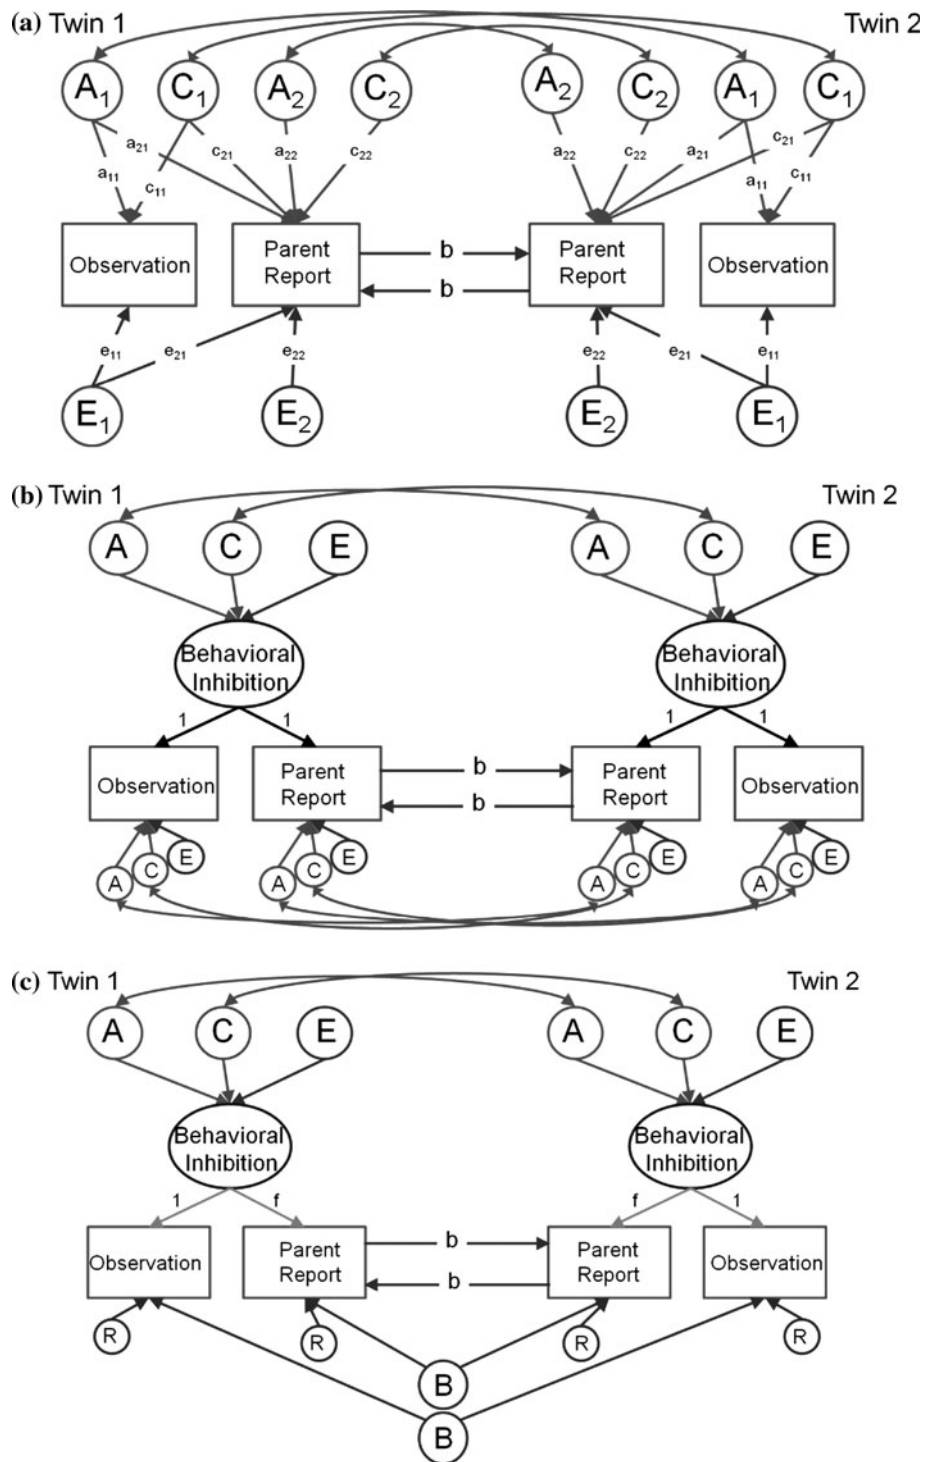 (a) Twin 1 Twin 2
A1 C1 A2 C2 A2 C2 A1 C1
a21 c21 a22 c22 a22 c22 a21 c21
a11 c11 a11 c11
Observation Parent Report b Parent Report Observation
b
e11 e21 e22 e22 e21 e11
E1 E2 E2 E1
(b) Twin 1 Twin 2
A C E A C E
Behavioral Inhibition Behavioral Inhibition
1 1 1 1
Observation Parent Report b Parent Report Observation
b
A C E A C E A C E A C E
(c) Twin 1 Twin 2
A C E A C E
Behavioral Inhibition Behavioral Inhibition
1 f f 1
Observation Parent Report b Parent Report Observation
b
R R R R
B
B